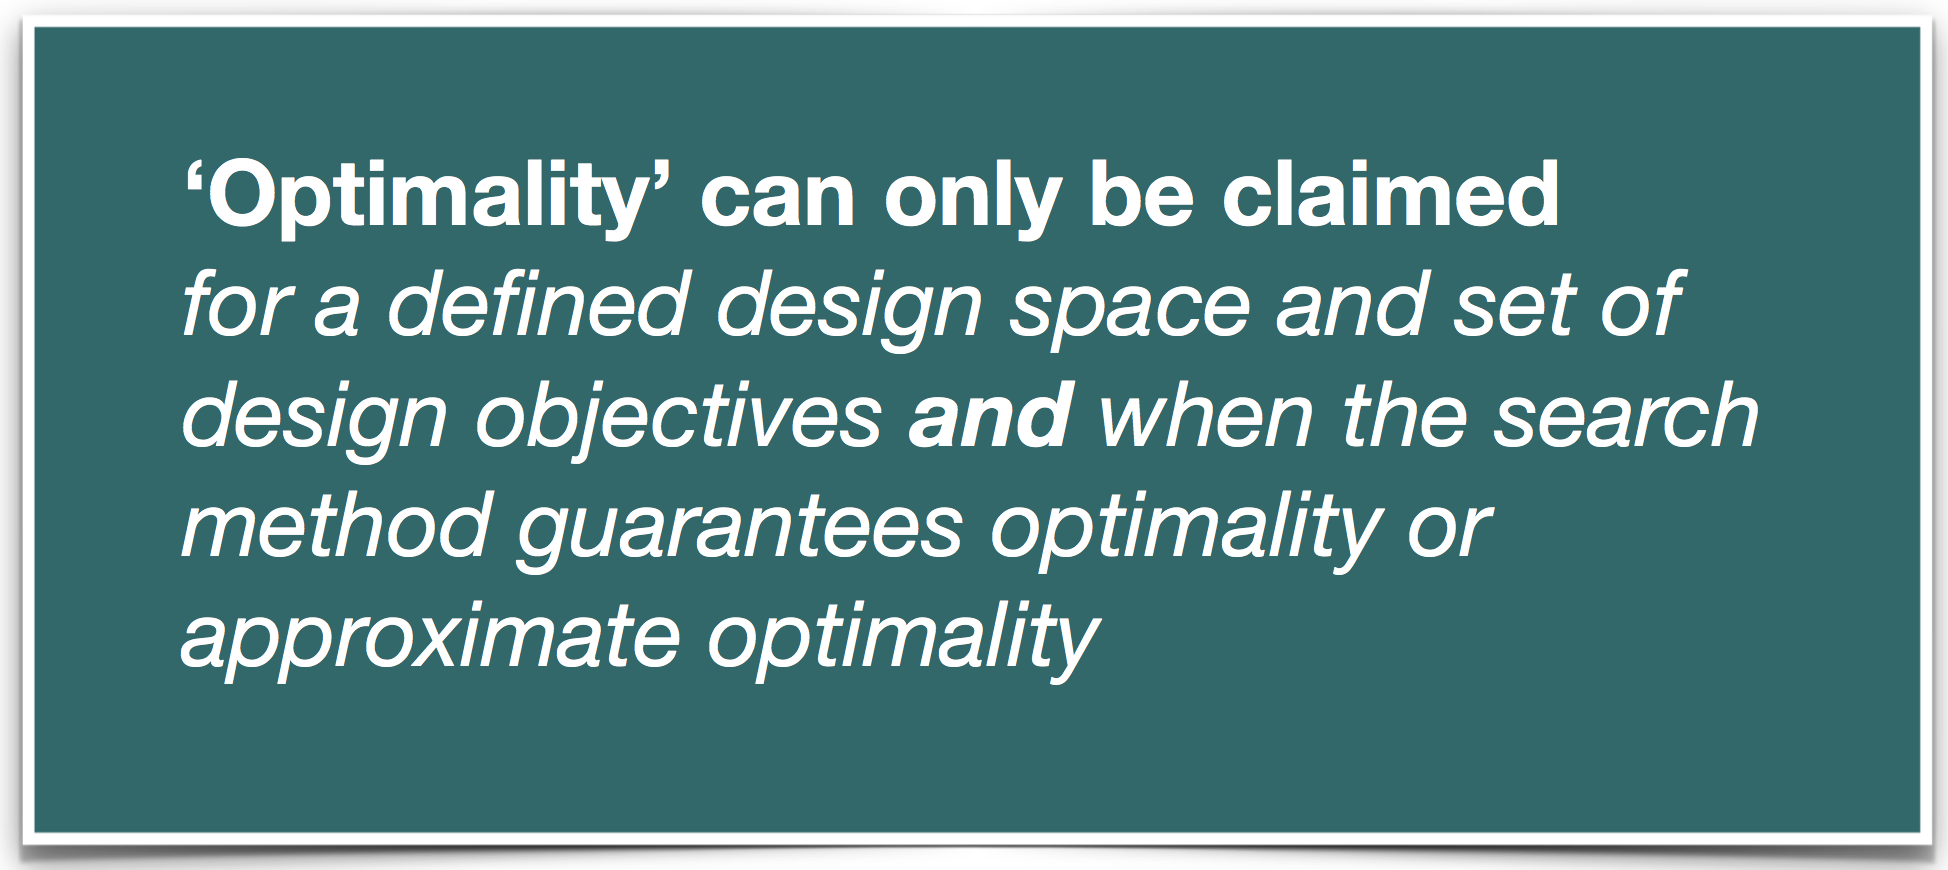 ‘Optimality’ can only be claimed
for a defined design space and set of
design objectives and when the search
method guarantees optimality or
approximate optimality